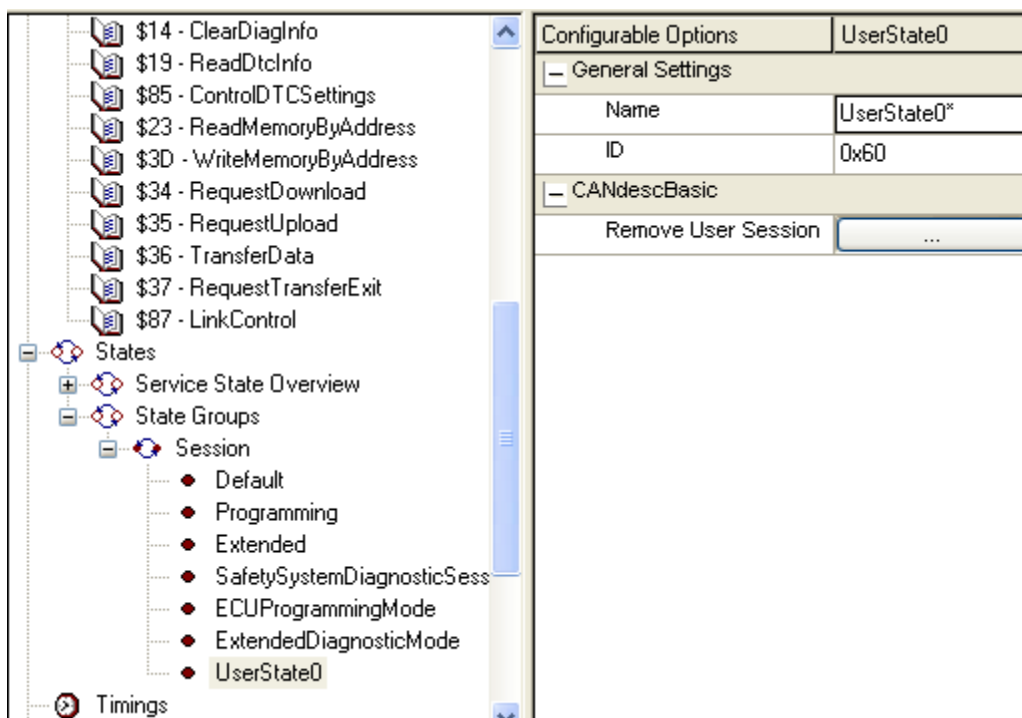 $14 - ClearDiagInfo
$19 - ReadDtcInfo
$85 - ControlDTCSettings
$23 - ReadMemoryByAddress
$3D - WriteMemoryByAddress
$34 - RequestDownload
$35 - RequestUpload
$36 - TransferData
$37 - RequestTransferExit
$87 - LinkControl
States
Service State Overview
State Groups
Session
Default
Programming
Extended
SafetySystemDiagnosticSess
ECUProgrammingMode
ExtendedDiagnosticMode
UserState0
Timings
Configurable Options UserState0
General Settings
Name UserState0*
ID 0x60
CANdescBasic
Remove User Session ...